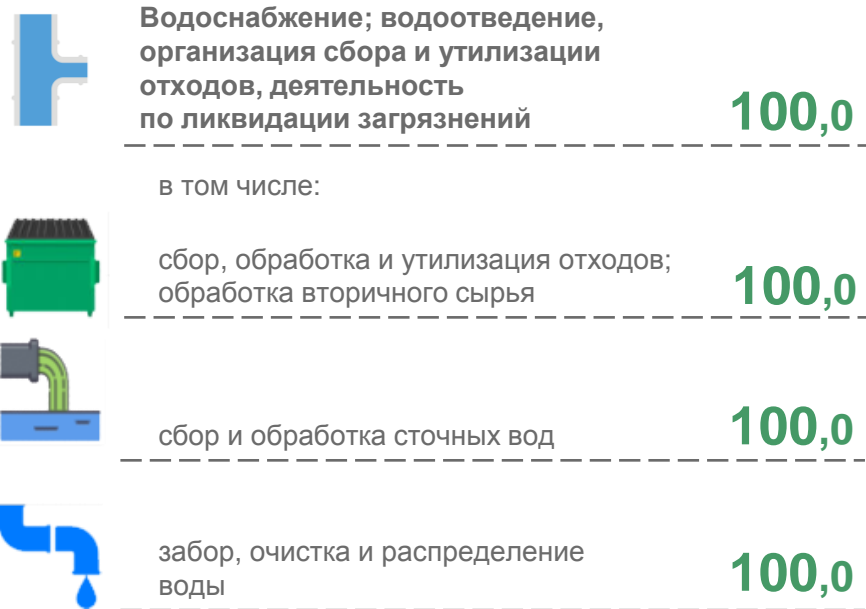 Водоснабжение; водоотведение,
организация сбора и утилизации
отходов, деятельность
по ликвидации загрязнений
100,0
в том числе:
сбор, обработка и утилизация отходов;
обработка вторичного сырья
100,0
сбор и обработка сточных вод
100,0
забор, очистка и распределение
воды
100,0